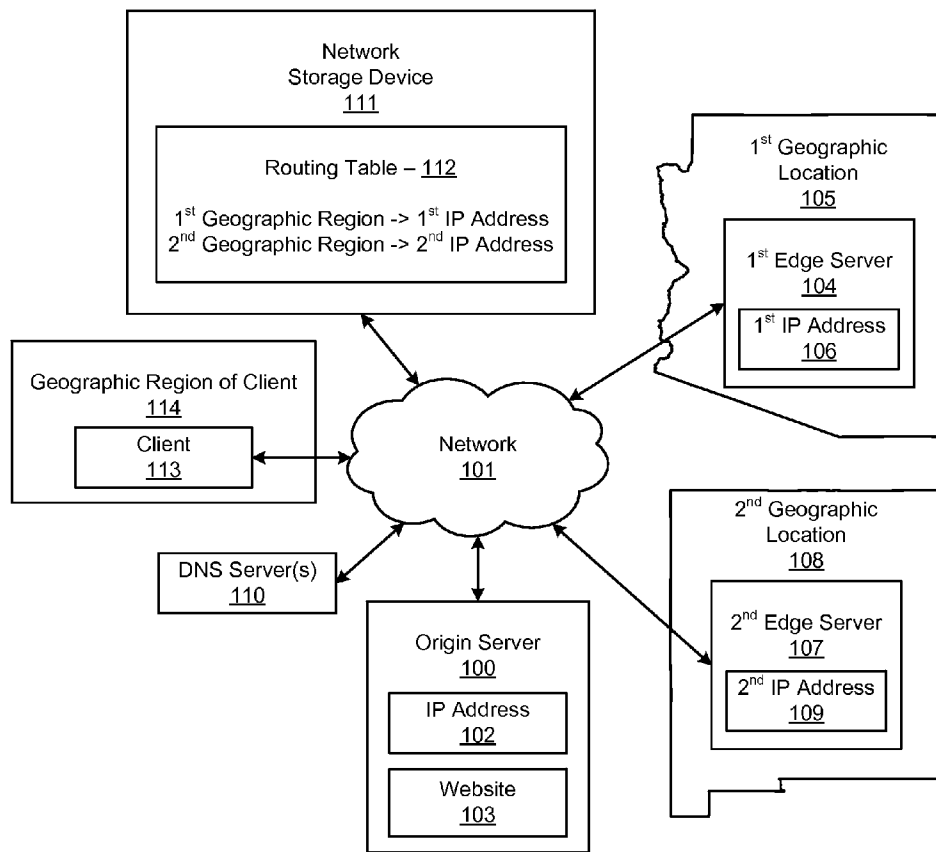 Network
Storage Device
111
Routing Table – 112
1st Geographic Region -> 1st IP Address
2nd Geographic Region -> 2nd IP Address
1st Geographic
Location
105
1st Edge Server
104
1st IP Address
106
Geographic Region of Client
114
Client
113
Network
101
DNS Server(s)
110
Origin Server
100
IP Address
102
Website
103
2nd Geographic
Location
108
2nd Edge Server
107
2nd IP Address
109